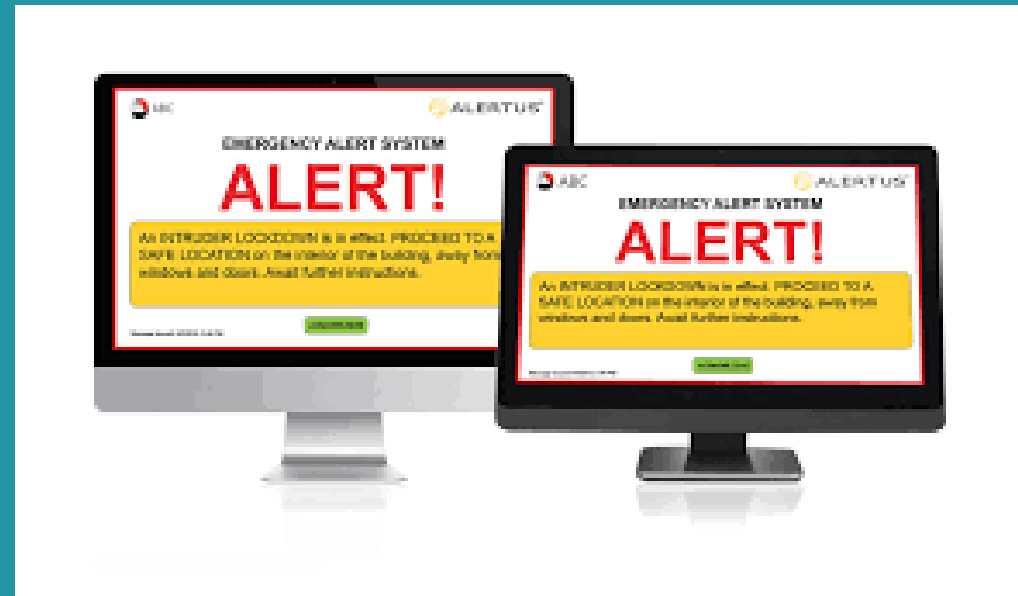 ABC
ALERTUS
EMERGENCY ALERT SYSTEM
ALERT!
An INTRUDER LOCKDOWN is in effect. PROCEED TO A
SAFE LOCATION on the interior of the building, away from
windows and doors. Await further instructions.
ABC
ALERTUS
EMERGENCY ALERT SYSTEM
ALERT!
An INTRUDER LOCKDOWN is in effect. PROCEED TO A
SAFE LOCATION on the interior of the building, away from
windows and doors. Await further instructions.